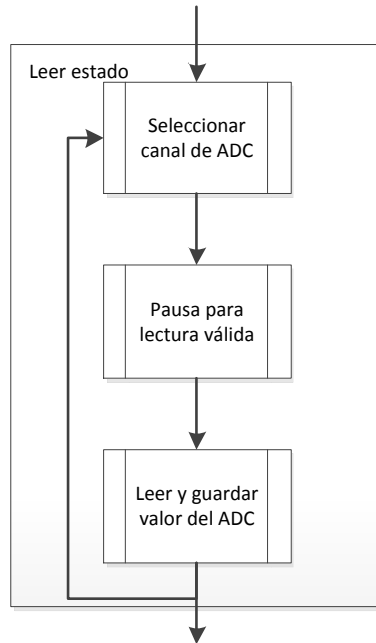 Leer estado
Seleccionar
canal de ADC
Pausa para
lectura válida
Leer y guardar
valor del ADC